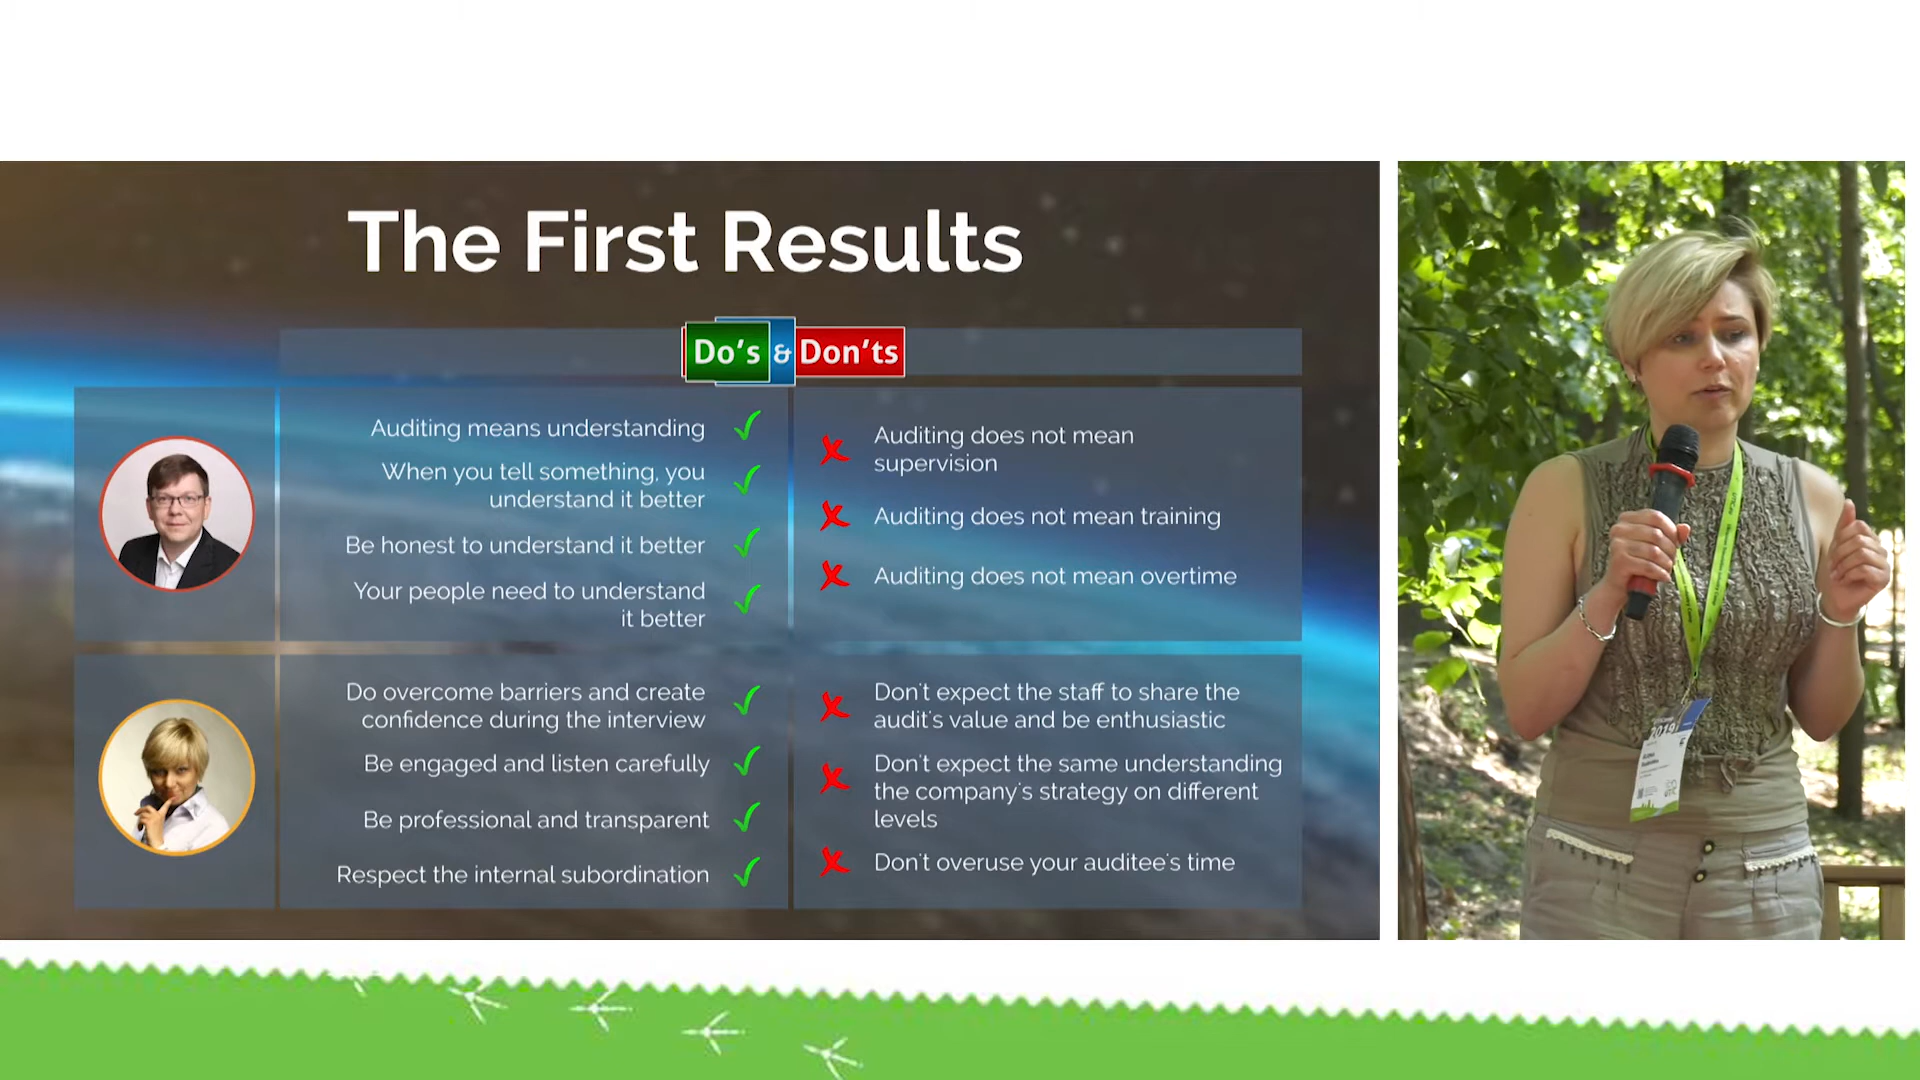 The First Results
Do's & Don'ts
Auditing means understanding
When you tell something, you
understand it better
Be honest to understand it better
Your people need to understand
it better
Auditing does not mean
supervision
Auditing does not mean training
Auditing does not mean overtime
Do overcome barriers and create
confidence during the interview
Be engaged and listen carefully
Be professional and transparent
Respect the internal subordination
Don't expect the staff to share the
audit's value and be enthusiastic
Don't expect the same understanding
the company's strategy on different
levels
Don't overuse your auditee's time
2019